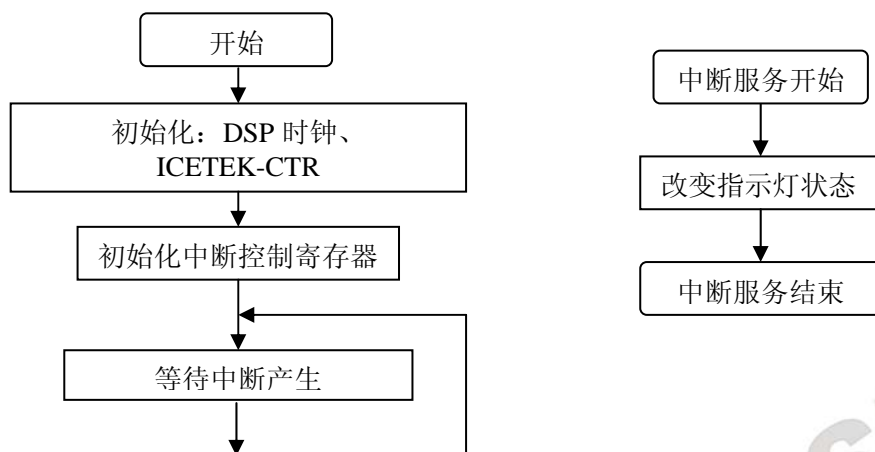 开始
初始化：DSP 时钟、
ICETEK-CTR
初始化中断控制寄存器
等待中断产生
中断服务开始
改变指示灯状态
中断服务结束